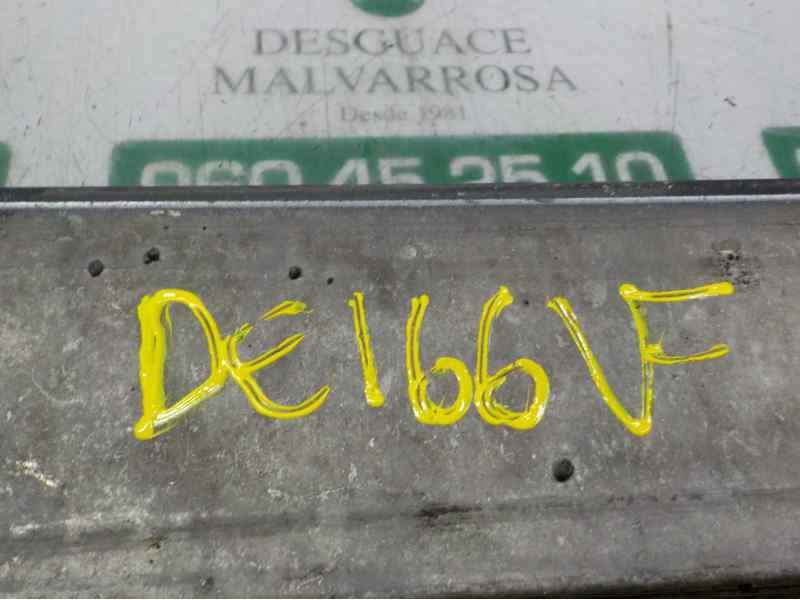 DESGUACE
MALVARROSA
Desde 1981
960 45 25 10
DE166VF